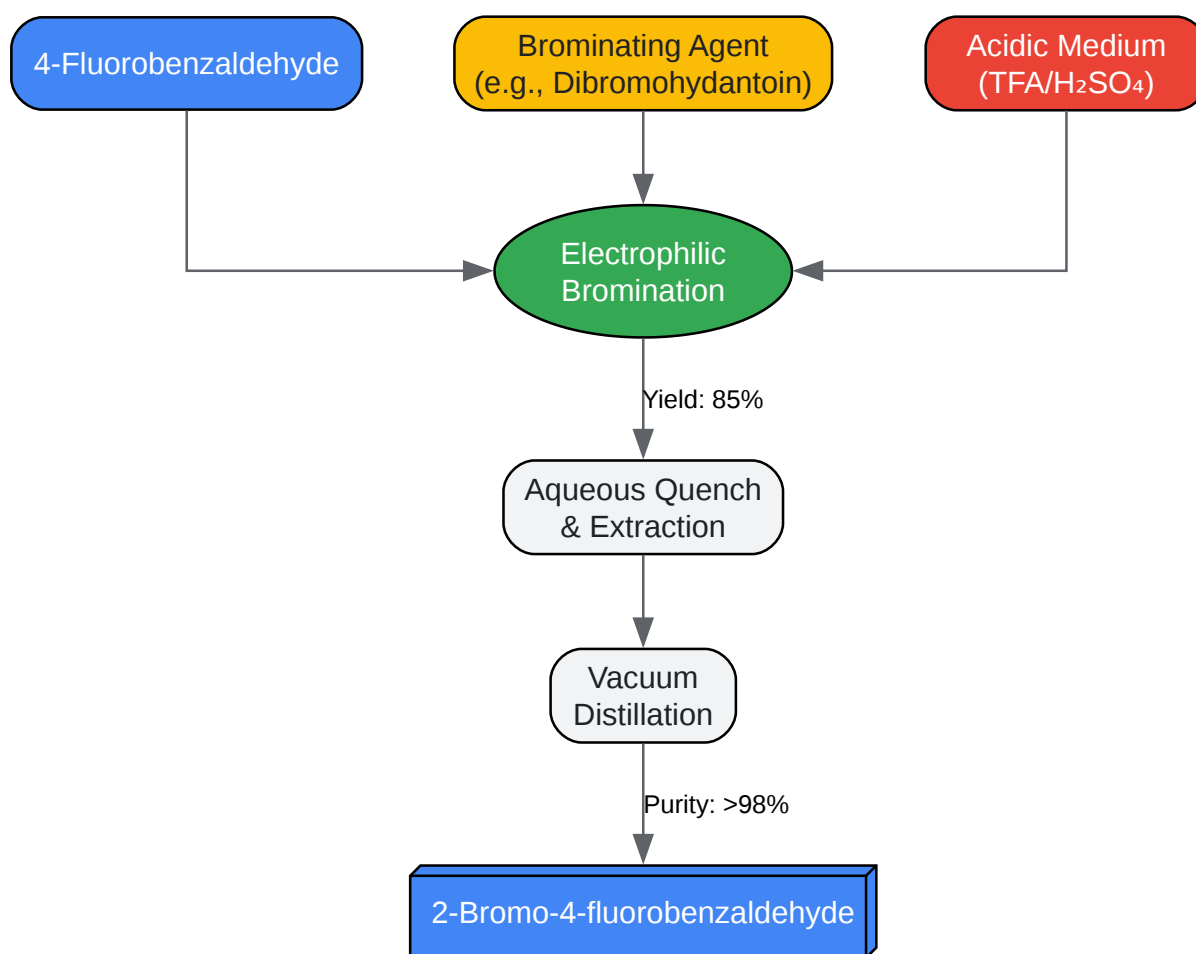 4-Fluorobenzaldehyde
Brominating Agent
(e.g., Dibromohydantoin)
Acidic Medium
(TFA/H₂SO₄)
Electrophilic
Bromination
Yield: 85%
Aqueous Quench
& Extraction
Vacuum
Distillation
Purity: >98%
2-Bromo-4-fluorobenzaldehyde